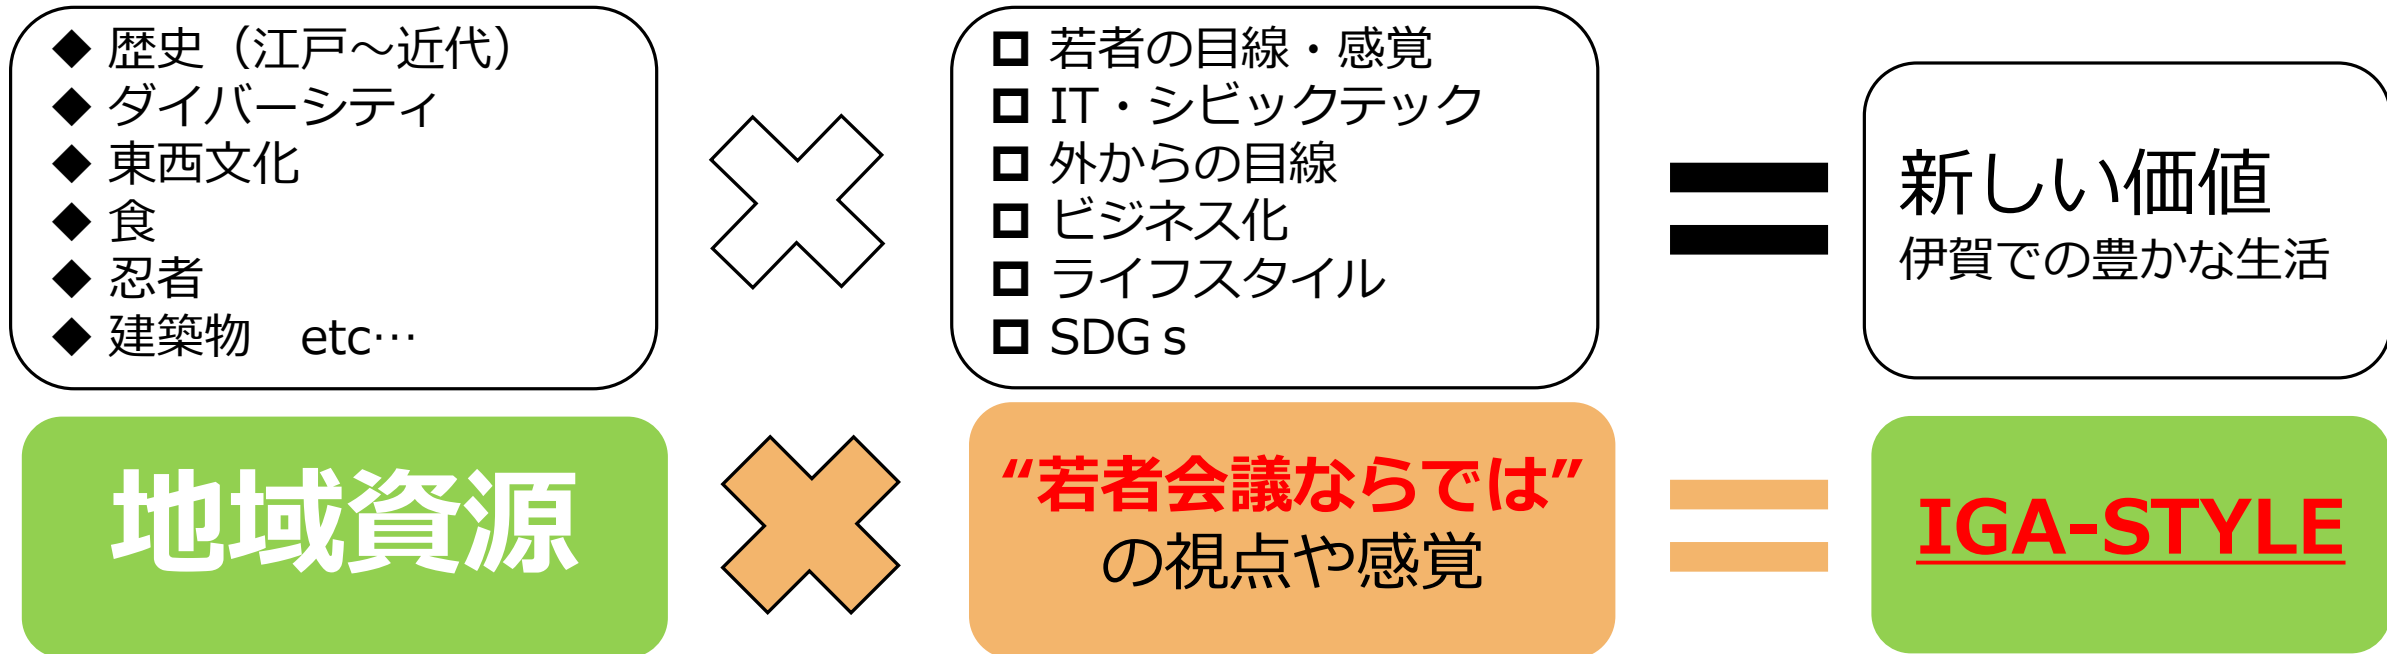 ◆ 歴史（江戸～近代）
◆ ダイバーシティ
◆ 東西文化
◆ 食
◆ 忍者
◆ 建築物　etc…
□ 若者の目線・感覚
□ IT・シビックテック
□ 外からの目線
□ ビジネス化
□ ライフスタイル
□ SDGｓ
新しい価値
伊賀での豊かな生活
地域資源
“若者会議ならでは”
の視点や感覚
IGA-STYLE